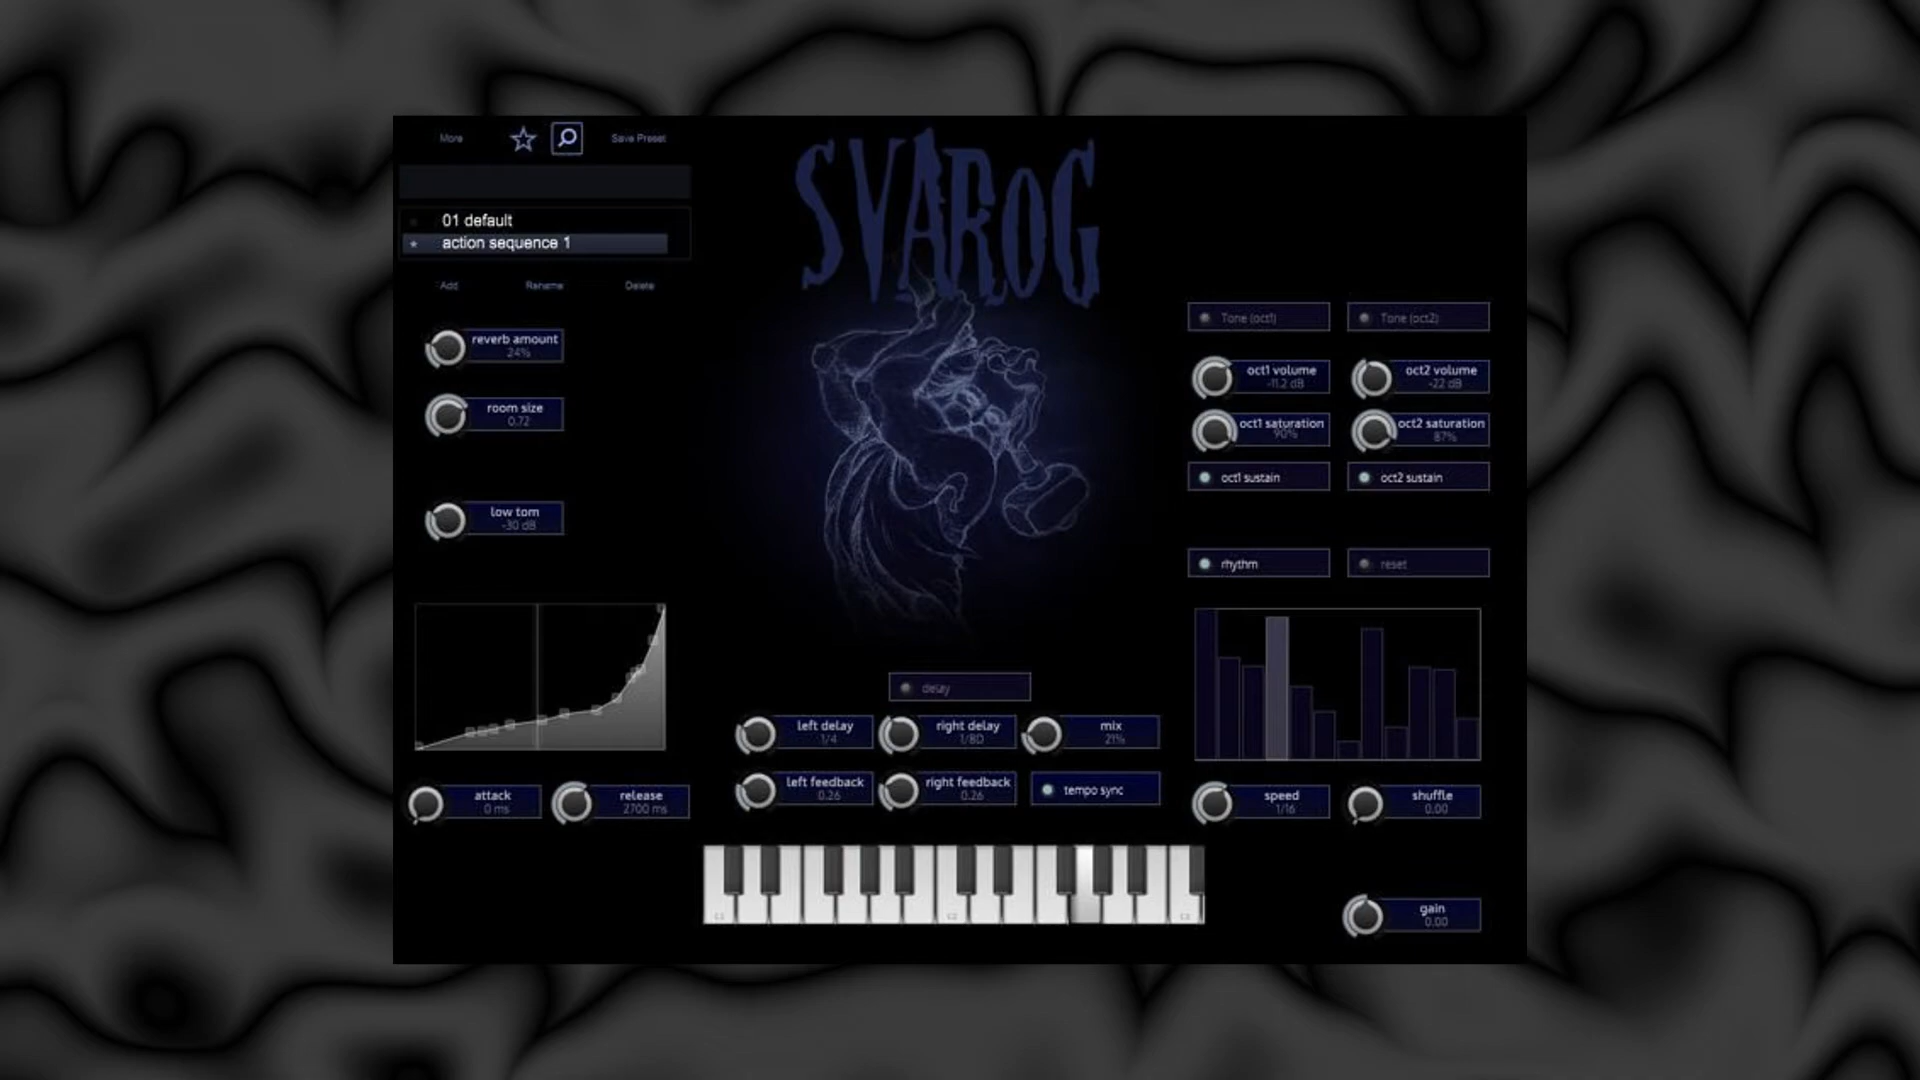 More
Save Preset
SVAROG
01 default
action sequence 1
Add
Rename
Delete
reverb amount
24%
room size
0.72
low tom
-30 dB
Tone (oct1)
Tone (oct2)
oct1 volume
-11.2 dB
oct2 volume
-22 dB
oct1 saturation
90%
oct2 saturation
87%
oct1 sustain
oct2 sustain
rhythm
reset
delay
left delay
1/4
right delay
1/8D
mix
21%
left feedback
0.26
right feedback
0.26
tempo sync
attack
0 ms
release
2700 ms
speed
1/16
shuffle
0.00
C2
gain
0.00